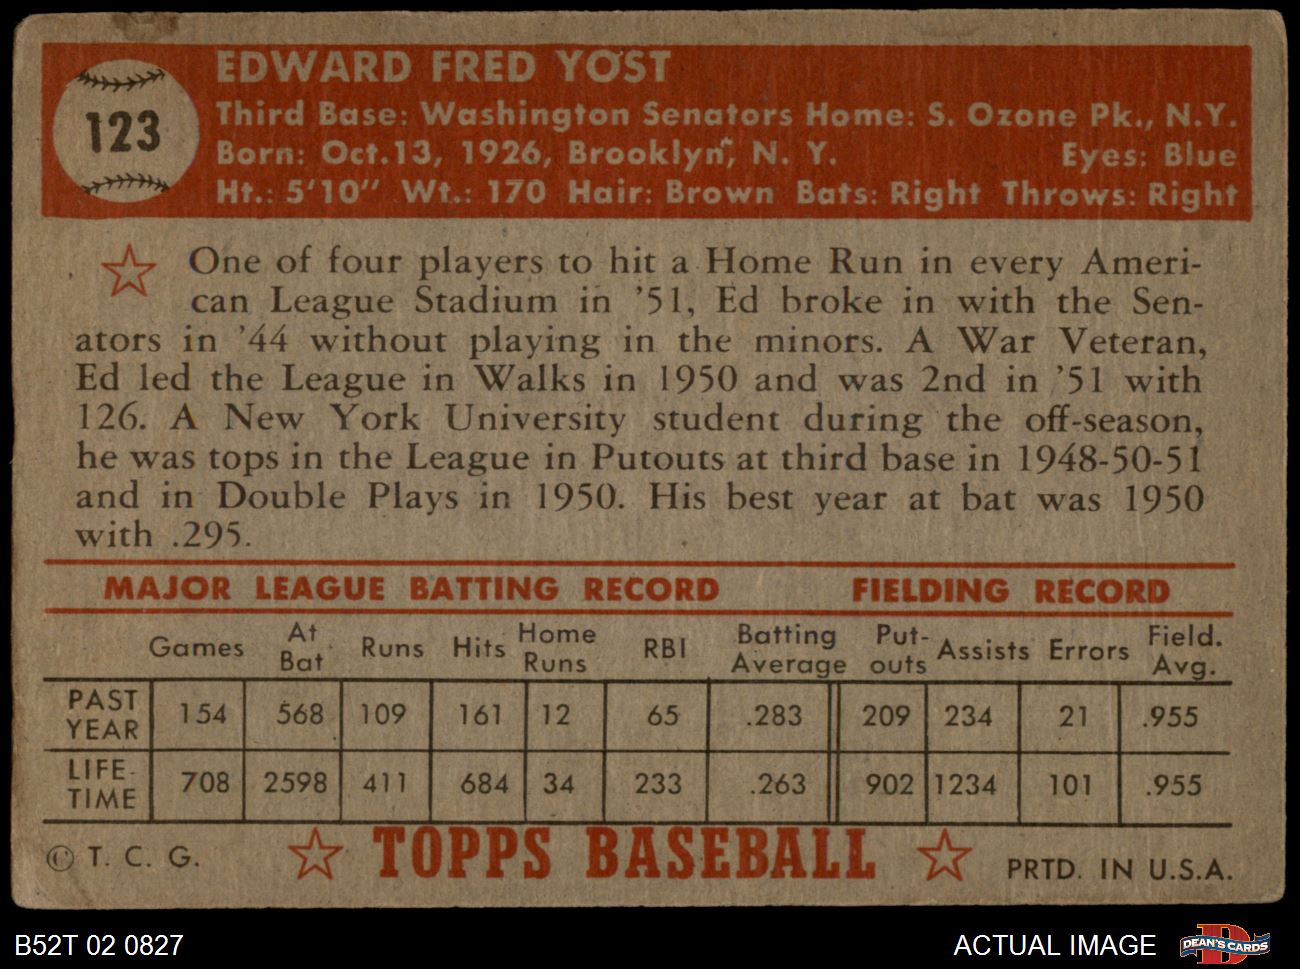 123
EDWARD FRED YOST
Third Base: Washington Senators Home: S. Ozone Pk., N.Y.
Born: Oct.13, 1926, Brooklyn, N. Y. Eyes: Blue
Ht.: 5'10" Wt.: 170 Hair: Brown Bats: Right Throws: Right
One of four players to hit a Home Run in every Ameri-
can League Stadium in '51, Ed broke in with the Sen-
ators in '44 without playing in the minors. A War Veteran,
Ed led the League in Walks in 1950 and was 2nd in '51 with
126. A New York University student during the off-season,
he was tops in the League in Putouts at third base in 1948-50-51
and in Double Plays in 1950. His best year at bat was 1950
with .295.
MAJOR LEAGUE BATTING RECORD FIELDING RECORD
Games At Bat Runs Hits Home Runs RBI Batting Average Put-outs Assists Errors Field. Avg.
PAST YEAR 154 568 109 161 12 65 .283 209 234 21 .955
LIFE-TIME 708 2598 411 684 34 233 .263 902 1234 101 .955
© T. C. G. TOPPS BASEBALL PRTD. IN U.S.A.
B52T 02 0827 ACTUAL IMAGE D DEAN'S CARDS